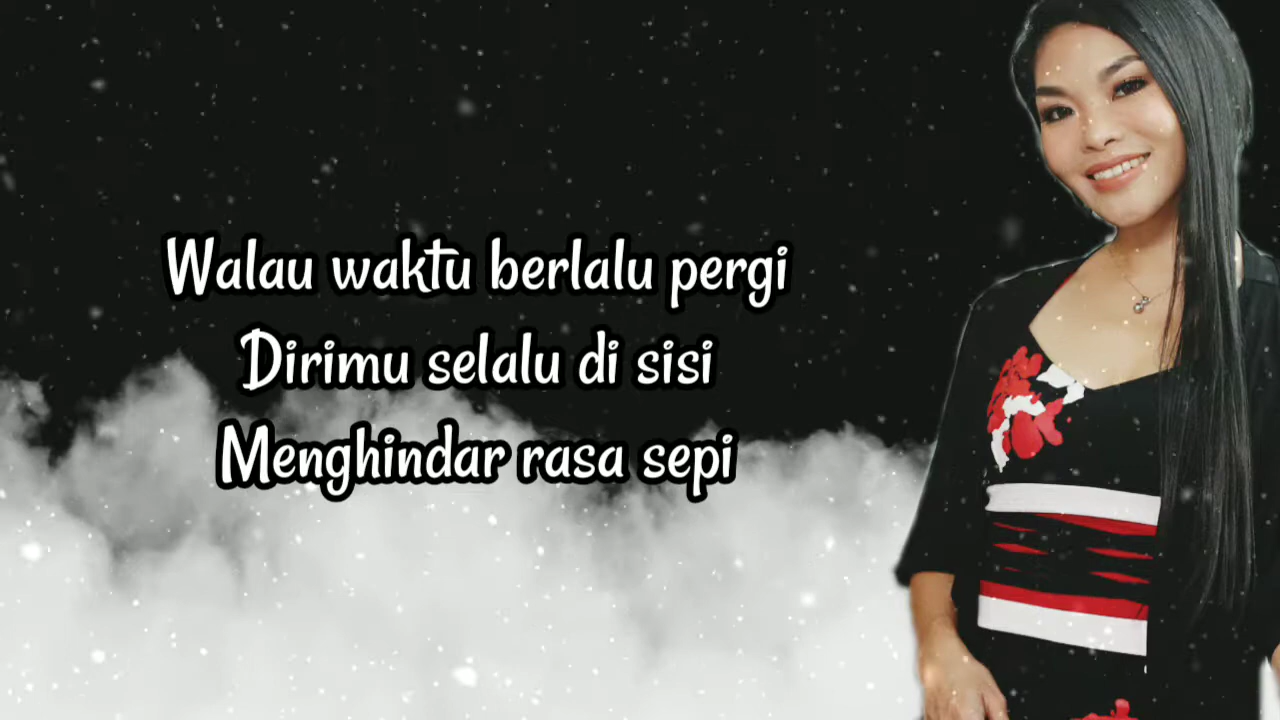 Walau waktu berlalu pergi
Dirimu selalu di sisi
Menghindar rasa sepi